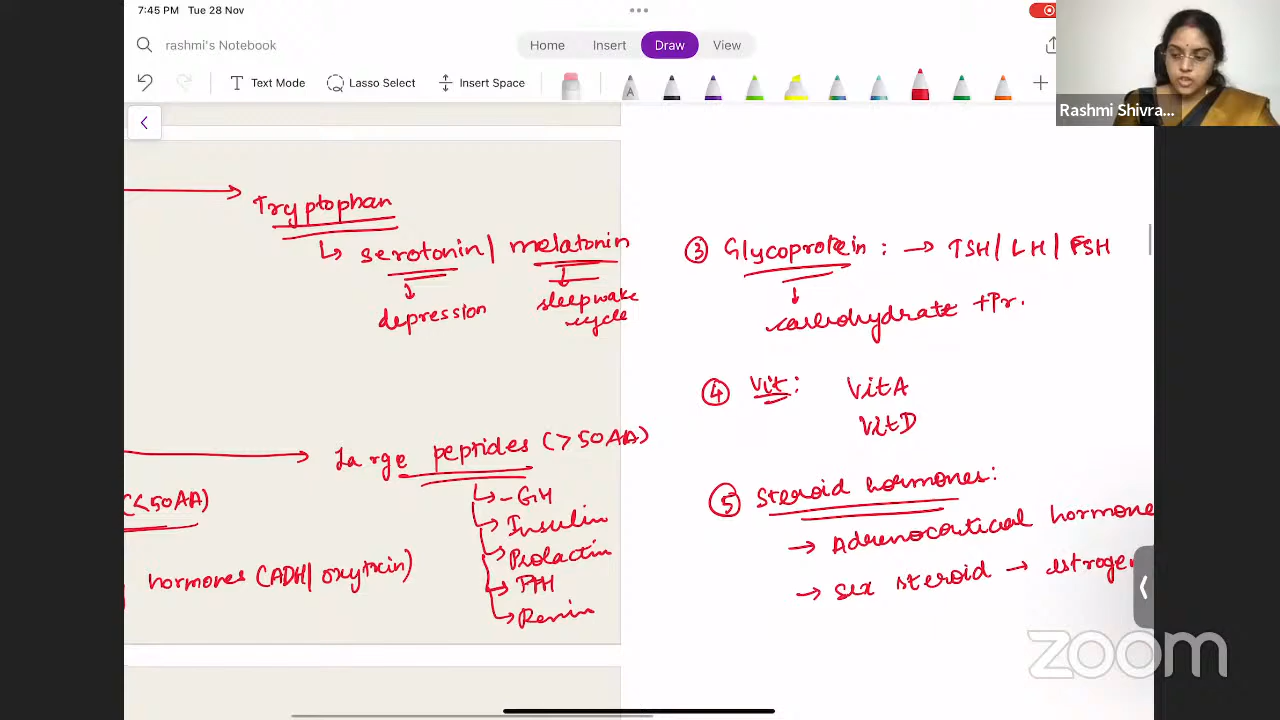 7:45 PM Tue 28 Nov
rashmi's Notebook
Home Insert Draw View
Text Mode Lasso Select Insert Space
A
Rashmi Shivra...
Tryptophan
serotonin/ melatonin
depression
sleepwake
cycle
Large peptides (>50AA)
(<50AA)
- GH
Insulin
Prolactin
PTH
Renin
hormones (ADH/ oxytxin)
③ Glycoprotein : → TSH/ LH/ FSH
carbohydrate + Pr.
④ Vit: VitA
VitD
⑤ Steroid hormones:
→ Adrenocortical hormone
→ Sex steroid → estrogen
zoom